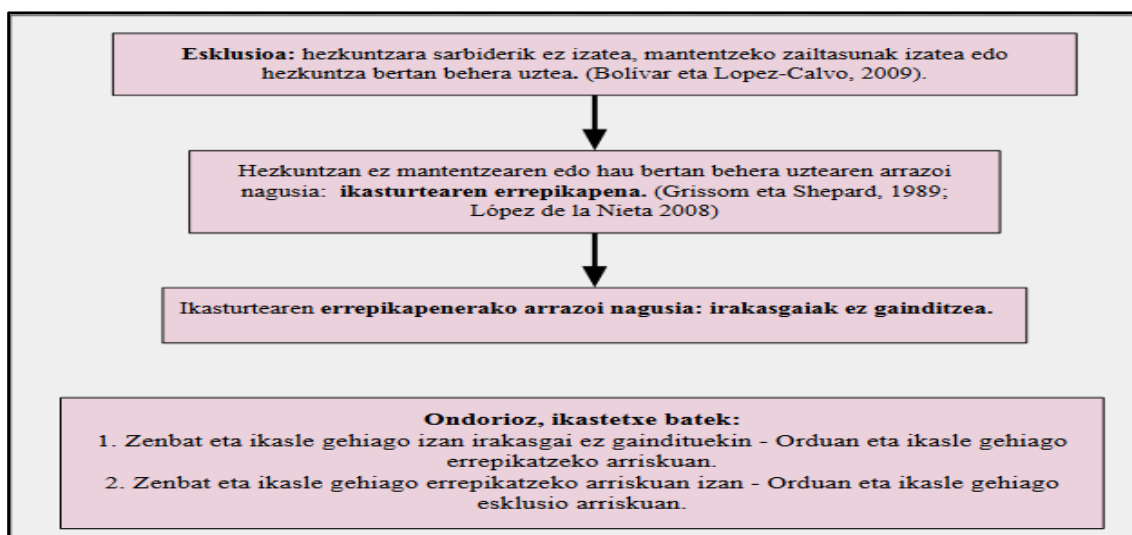 Esklusioa: hezkuntzara sarbiderik ez izatea, mantentzeko zailtasunak izatea edo
hezkuntza bertan behera uztea. (Bolívar eta Lopez-Calvo, 2009).
Hezkuntzan ez mantentzearen edo hau bertan behera uztearen arrazoi
nagusia: ikasturtearen errepikapena. (Grissom eta Shepard, 1989;
López de la Nieta 2008)
Ikasturtearen errepikapenerako arrazoi nagusia: irakasgaiak ez gainditzea.
Ondorioz, ikastetxe batek:
1. Zenbat eta ikasle gehiago izan irakasgai ez gaindituekin - Orduan eta ikasle gehiago
errepikatzeko arriskuan.
2. Zenbat eta ikasle gehiago errepikatzeko arriskuan izan - Orduan eta ikasle gehiago
esklusio arriskuan.